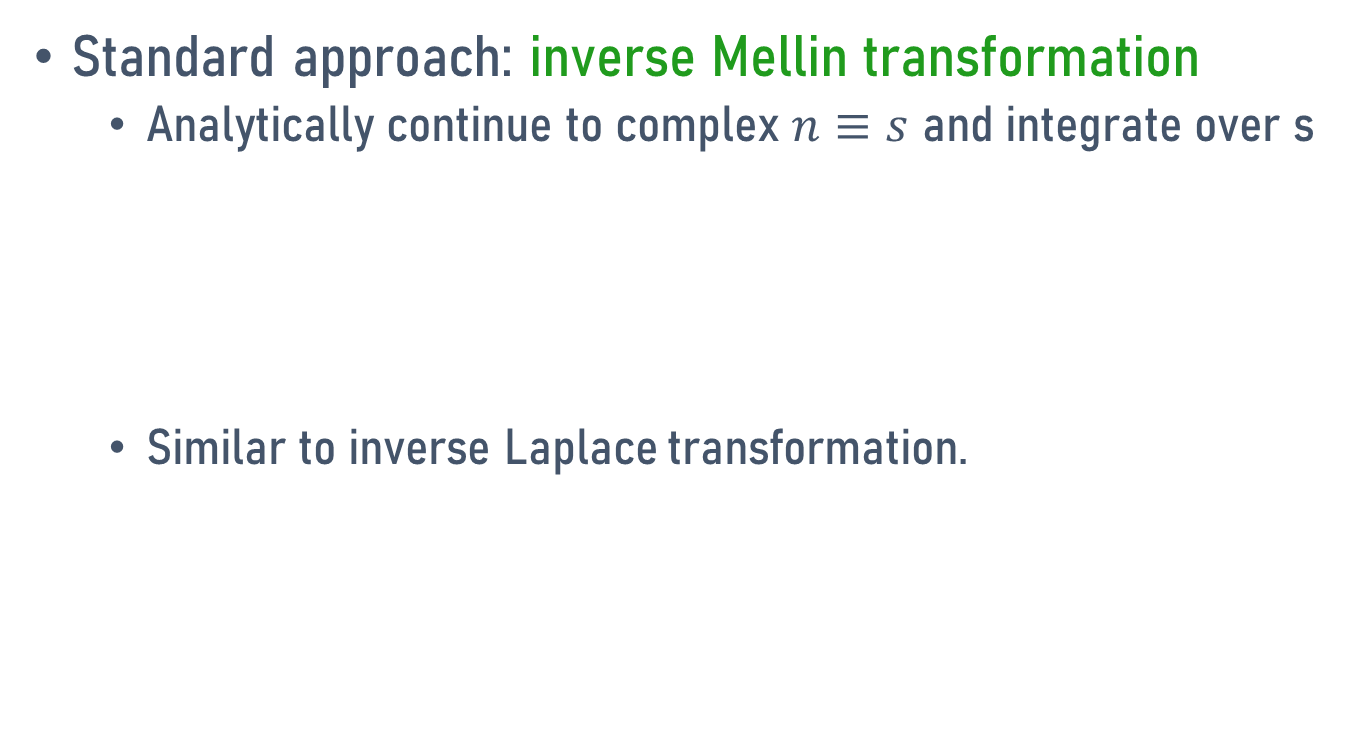 • Standard approach: inverse Mellin transformation
• Analytically continue to complex n ≡ s and integrate over s
• Similar to inverse Laplace transformation.